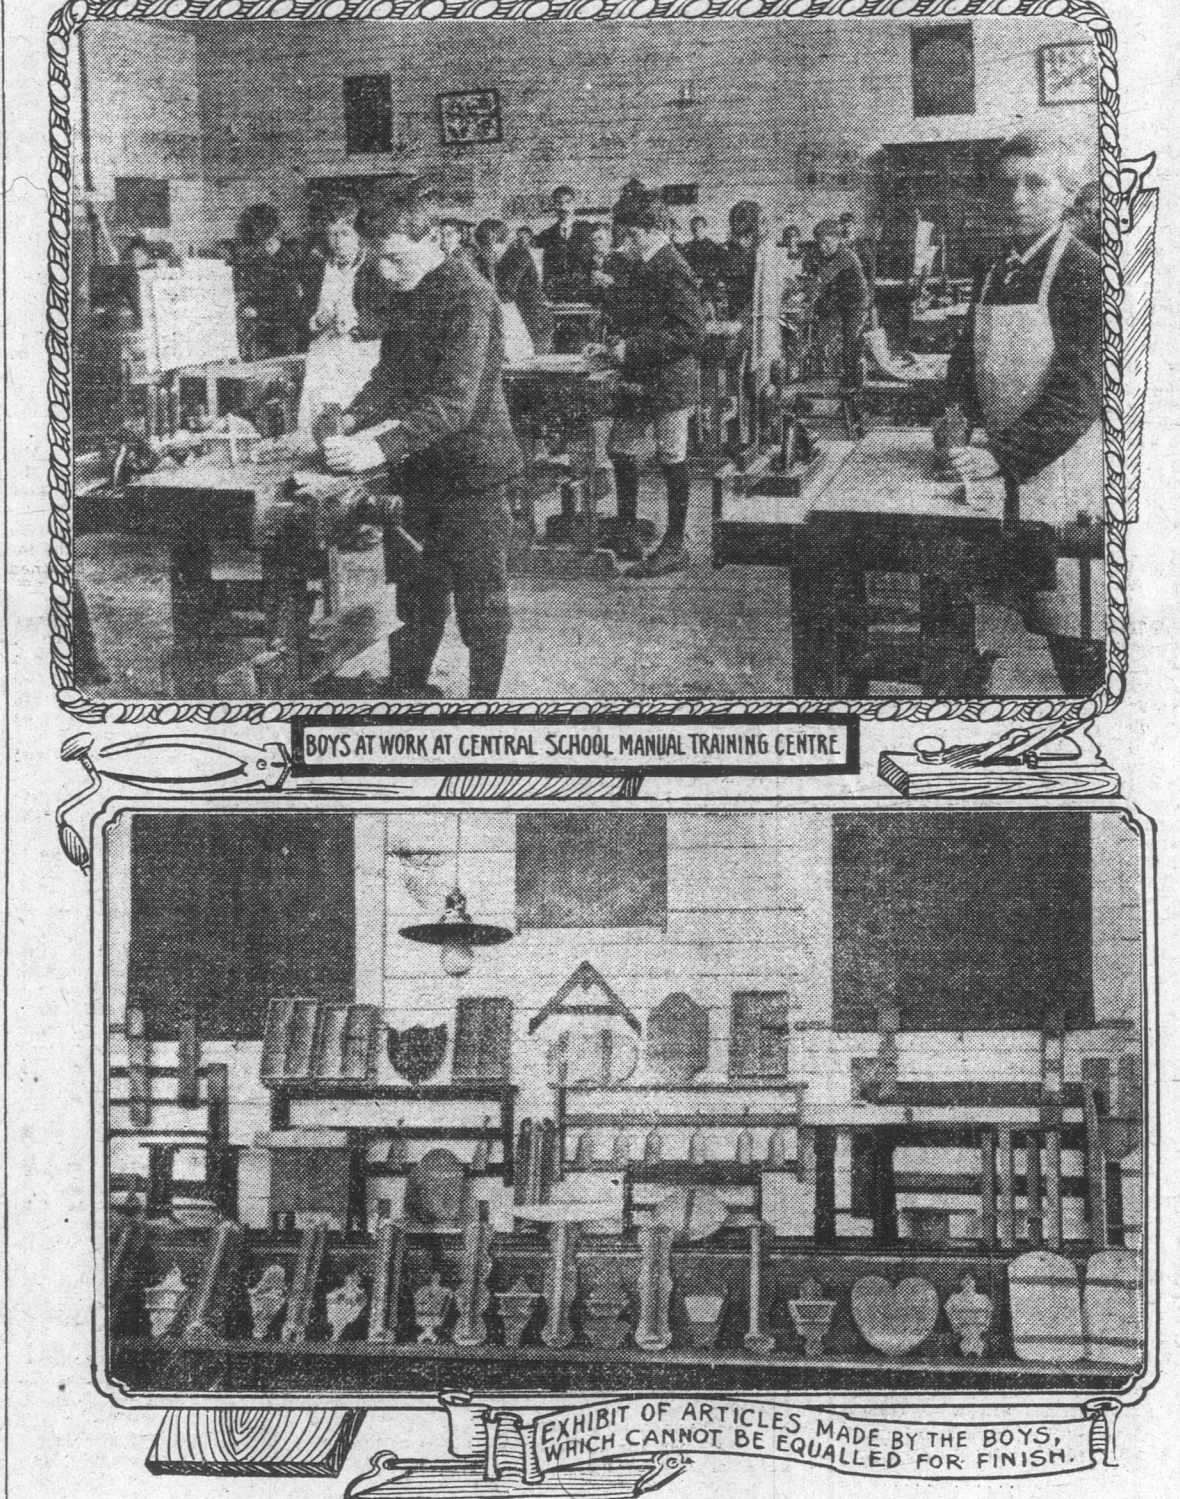 BOYS AT WORK AT CENTRAL SCHOOL MANUAL TRAINING CENTRE
EXHIBIT OF ARTICLES MADE BY THE BOYS,
WHICH CANNOT BE EQUALLED FOR FINISH.